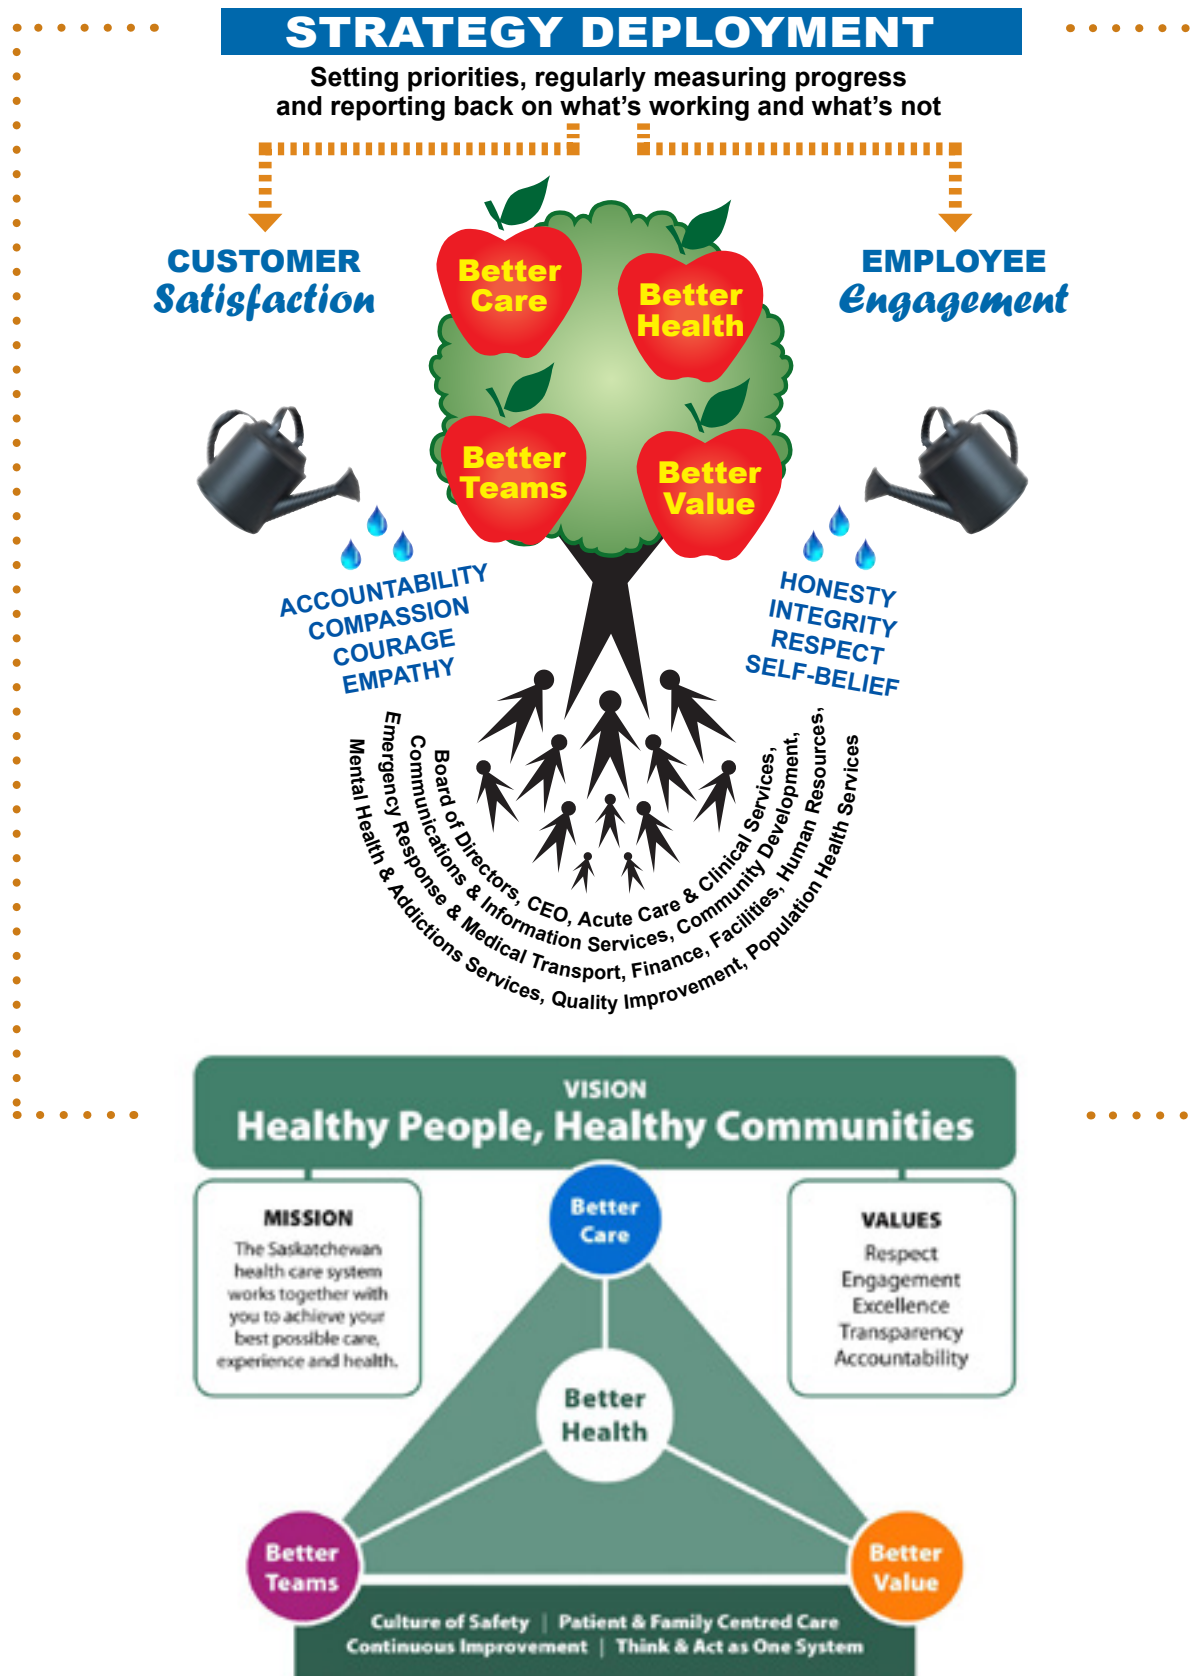 STRATEGY DEPLOYMENT
Setting priorities, regularly measuring progress
and reporting back on what's working and what's not
CUSTOMER
Satisfaction
EMPLOYEE
Engagement
Better
Care
Better
Health
Better
Teams
Better
Value
ACCOUNTABILITY
COMPASSION
COURAGE
EMPATHY
HONESTY
INTEGRITY
RESPECT
SELF-BELIEF
Board of Directors, CEO, Acute Care & Clinical Services,
Communications & Information Services, Community Development,
Emergency Response & Medical Transport, Finance, Facilities, Human Resources,
Mental Health & Addictions Services, Quality Improvement, Population Health Services
VISION
Healthy People, Healthy Communities
MISSION
The Saskatchewan
health care system
works together with
you to achieve your
best possible care,
experience and health.
VALUES
Respect
Engagement
Excellence
Transparency
Accountability
Better
Care
Better
Health
Better
Teams
Better
Value
Culture of Safety | Patient & Family Centred Care
Continuous Improvement | Think & Act as One System